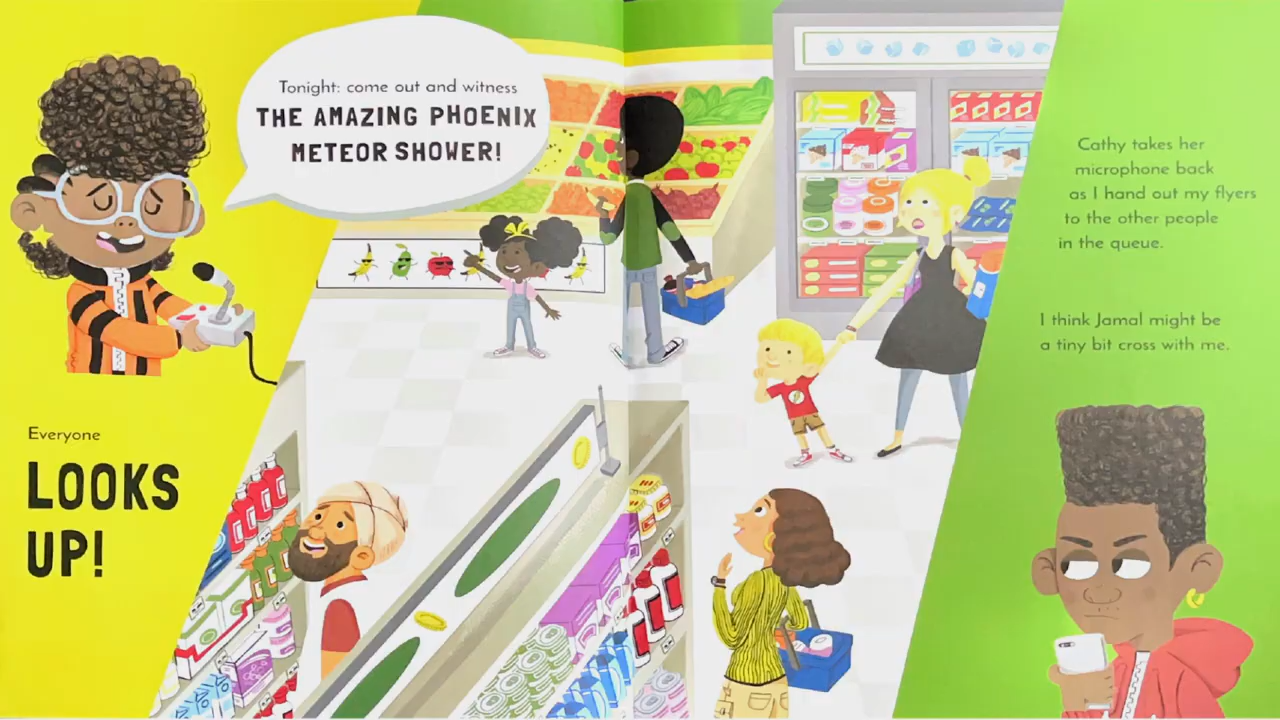 Tonight: come out and witness
THE AMAZING PHOENIX
METEOR SHOWER!
Everyone
LOOKS
UP!
Cathy takes her
microphone back
as I hand out my flyers
to the other people
in the queue.
I think Jamal might be
a tiny bit cross with me.